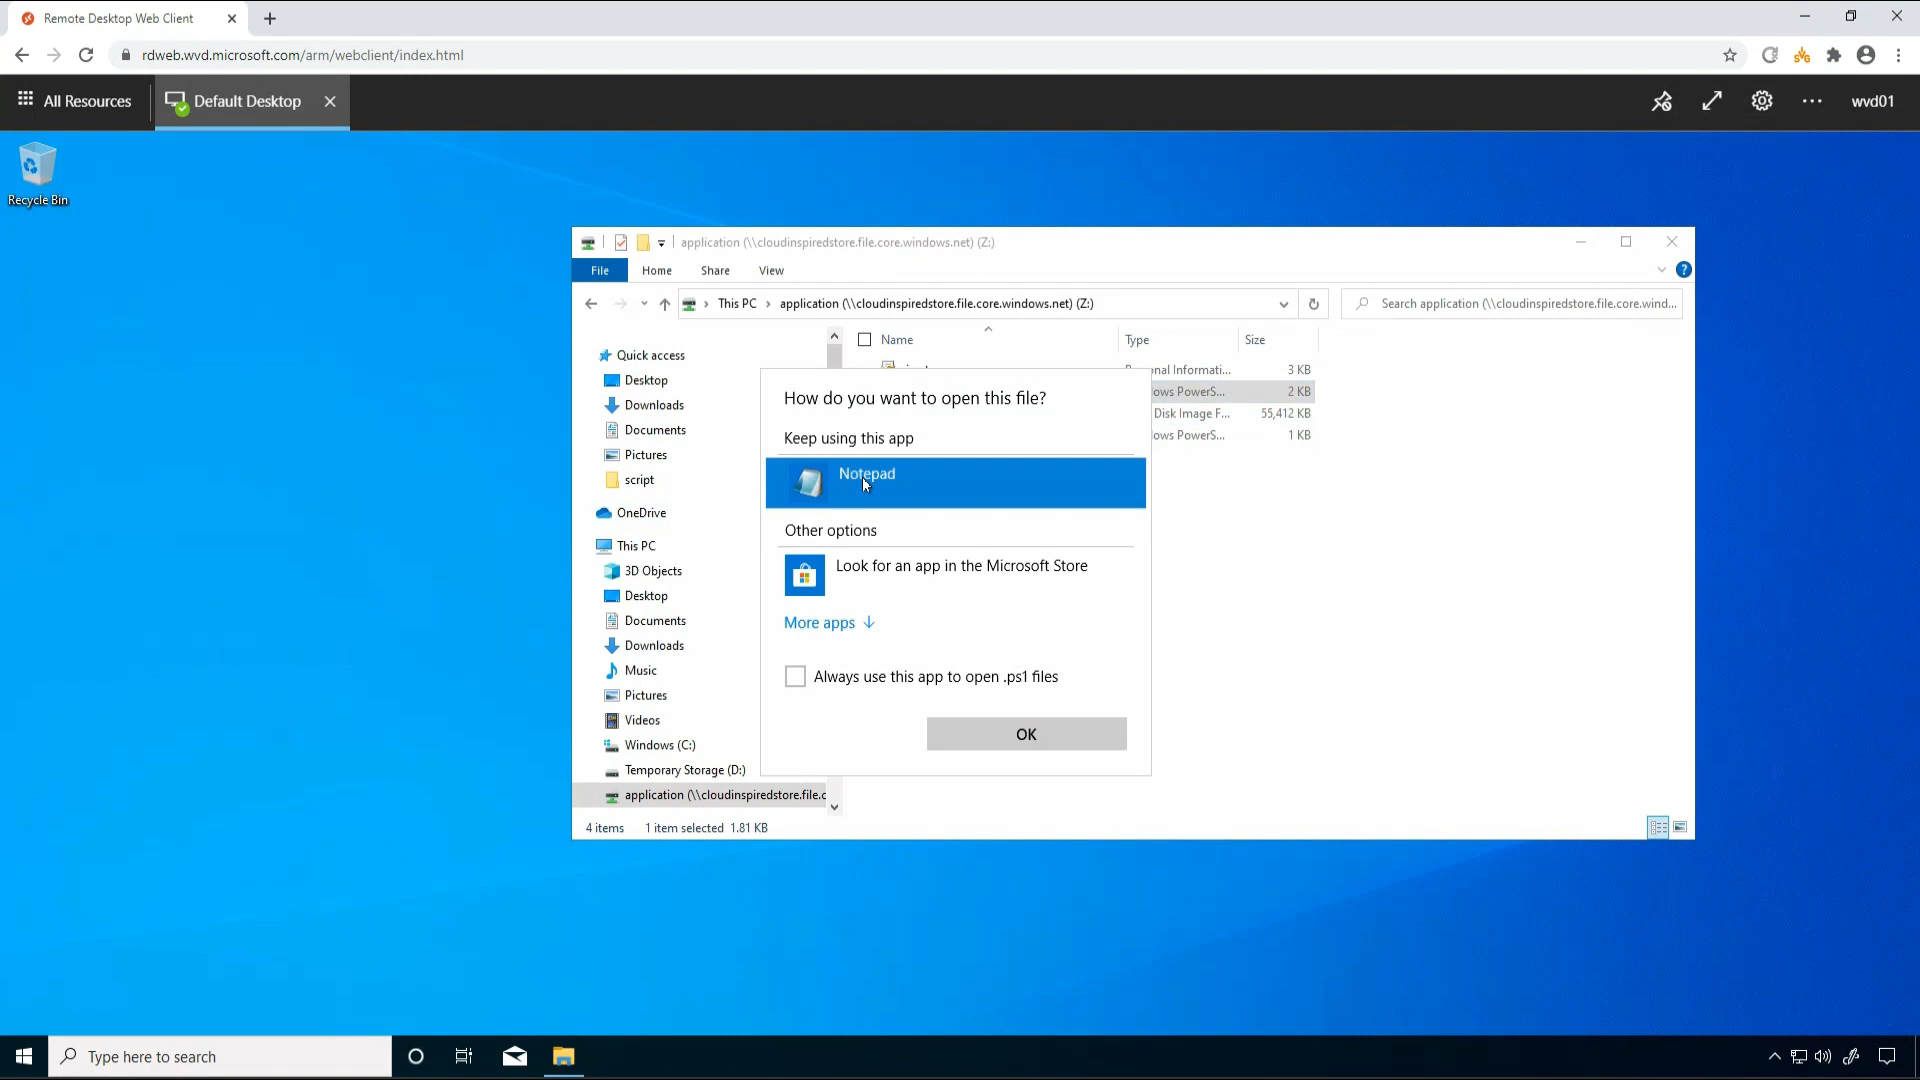 Remote Desktop Web Client
rdweb.wvd.microsoft.com/arm/webclient/index.html
All Resources
Default Desktop
wvd01
Recycle Bin
application (\\cloudinspiredstore.file.core.windows.net) (Z:)
File
Home
Share
View
This PC
application (\\cloudinspiredstore.file.core.windows.net) (Z:)
Search application (\\cloudinspiredstore.file.core.wind...
Name
Type
Size
Quick access
Desktop
Downloads
Documents
Pictures
script
OneDrive
This PC
3D Objects
Desktop
Documents
Downloads
Music
Pictures
Videos
Windows (C:)
Temporary Storage (D:)
application (\\cloudinspiredstore.file.c
onal Informati...
3 KB
ows PowerS...
2 KB
Disk Image F...
55,412 KB
ows PowerS...
1 KB
How do you want to open this file?
Keep using this app
Notepad
Other options
Look for an app in the Microsoft Store
More apps
Always use this app to open .ps1 files
OK
4 items
1 item selected 1.81 KB
Type here to search